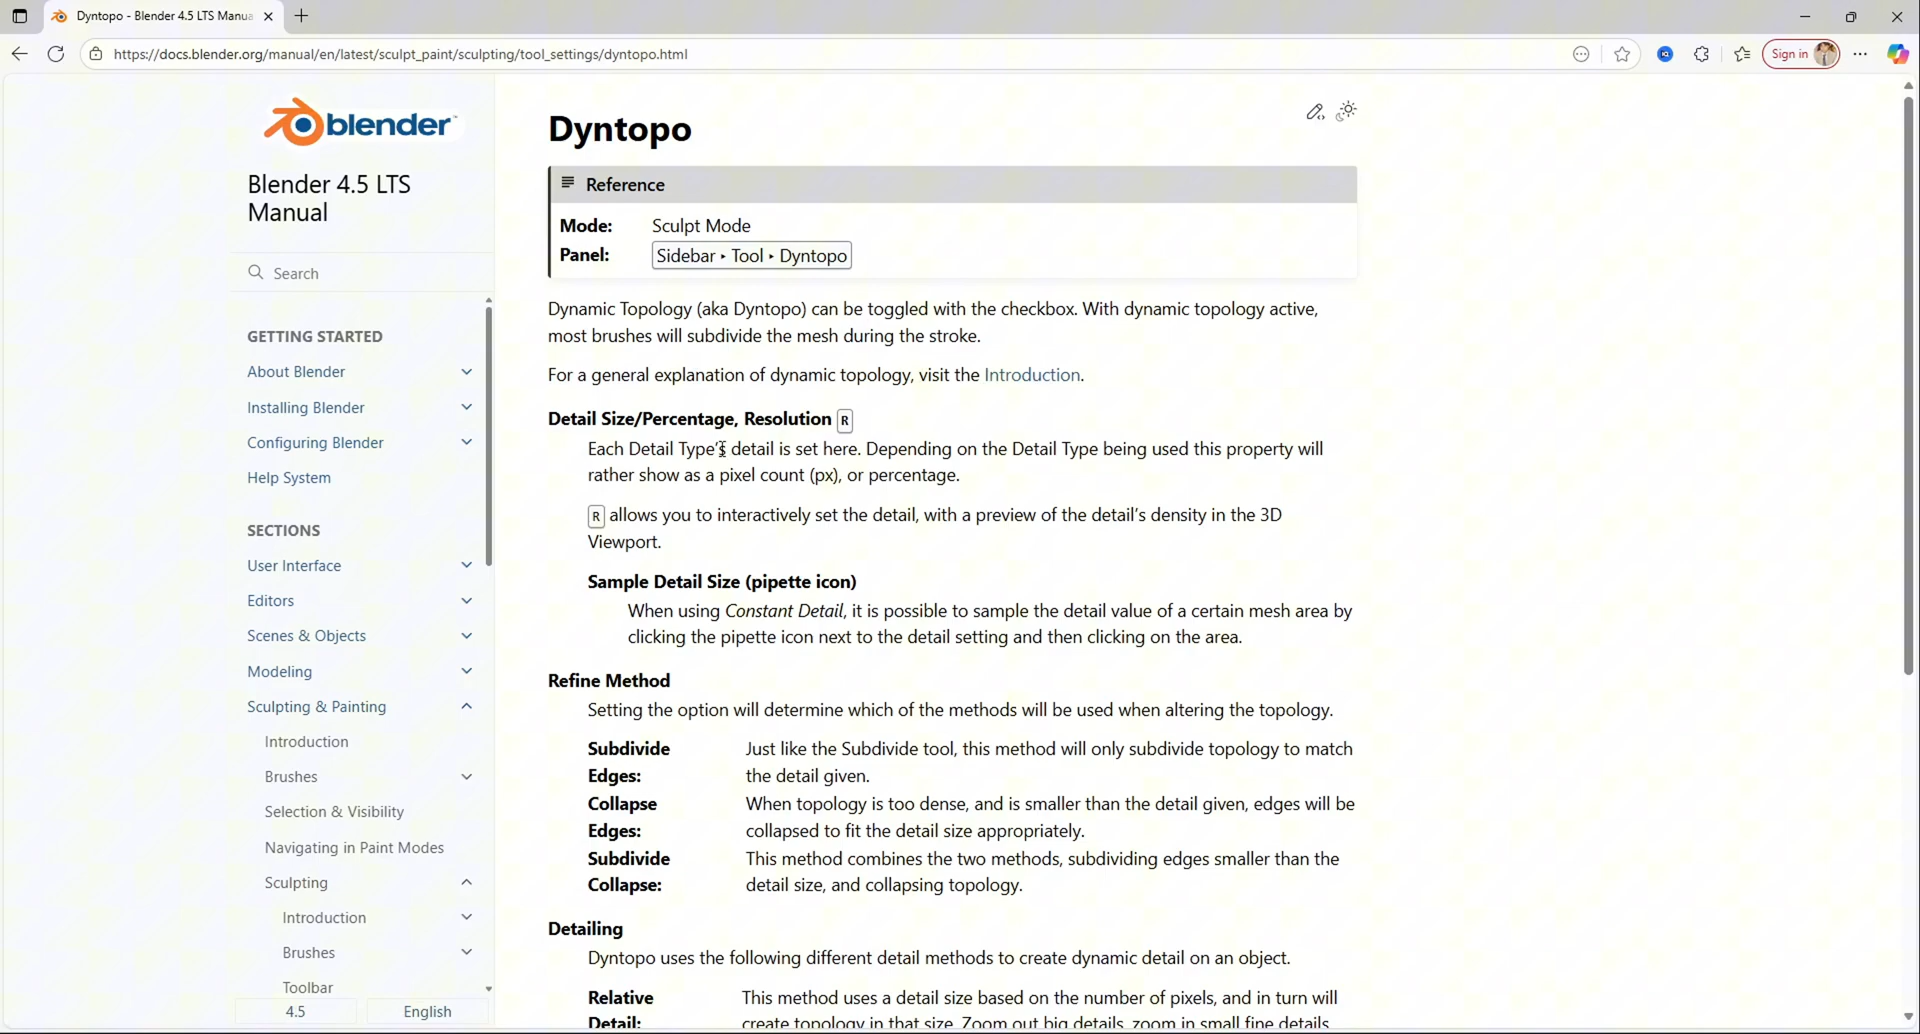 Dyntopo - Blender 4.5 LTS Manua
https://docs.blender.org/manual/en/latest/sculpt_paint/sculpting/tool_settings/dyntopo.html
Sign in
blender
Blender 4.5 LTS
Manual
Search
GETTING STARTED
About Blender
Installing Blender
Configuring Blender
Help System
SECTIONS
User Interface
Editors
Scenes & Objects
Modeling
Sculpting & Painting
Introduction
Brushes
Selection & Visibility
Navigating in Paint Modes
Sculpting
Introduction
Brushes
Toolbar
4.5
English
Dyntopo
Reference
Mode: Sculpt Mode
Panel: Sidebar ‣ Tool ‣ Dyntopo
Dynamic Topology (aka Dyntopo) can be toggled with the checkbox. With dynamic topology active,
most brushes will subdivide the mesh during the stroke.
For a general explanation of dynamic topology, visit the Introduction.
Detail Size/Percentage, Resolution R
Each Detail Type's detail is set here. Depending on the Detail Type being used this property will
rather show as a pixel count (px), or percentage.
R allows you to interactively set the detail, with a preview of the detail's density in the 3D
Viewport.
Sample Detail Size (pipette icon)
When using Constant Detail, it is possible to sample the detail value of a certain mesh area by
clicking the pipette icon next to the detail setting and then clicking on the area.
Refine Method
Setting the option will determine which of the methods will be used when altering the topology.
Subdivide Just like the Subdivide tool, this method will only subdivide topology to match
Edges: the detail given.
Collapse When topology is too dense, and is smaller than the detail given, edges will be
Edges: collapsed to fit the detail size appropriately.
Subdivide This method combines the two methods, subdividing edges smaller than the
Collapse: detail size, and collapsing topology.
Detailing
Dyntopo uses the following different detail methods to create dynamic detail on an object.
Relative This method uses a detail size based on the number of pixels, and in turn will
Detail: create topology in that size. Zoom out big details, zoom in small fine details.